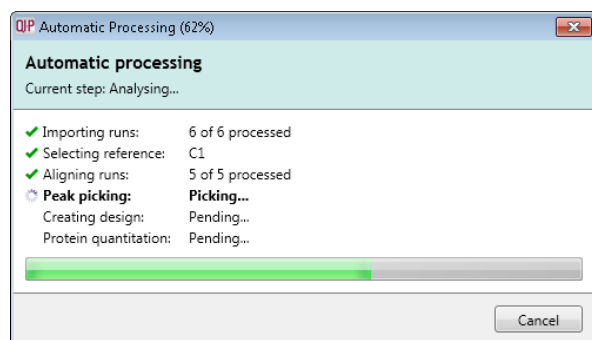 QIP Automatic Processing (62%)
Automatic processing
Current step: Analysing...
Importing runs: 6 of 6 processed
Selecting reference: C1
Aligning runs: 5 of 5 processed
Peak picking: Picking...
Creating design: Pending...
Protein quantitation: Pending...
Cancel